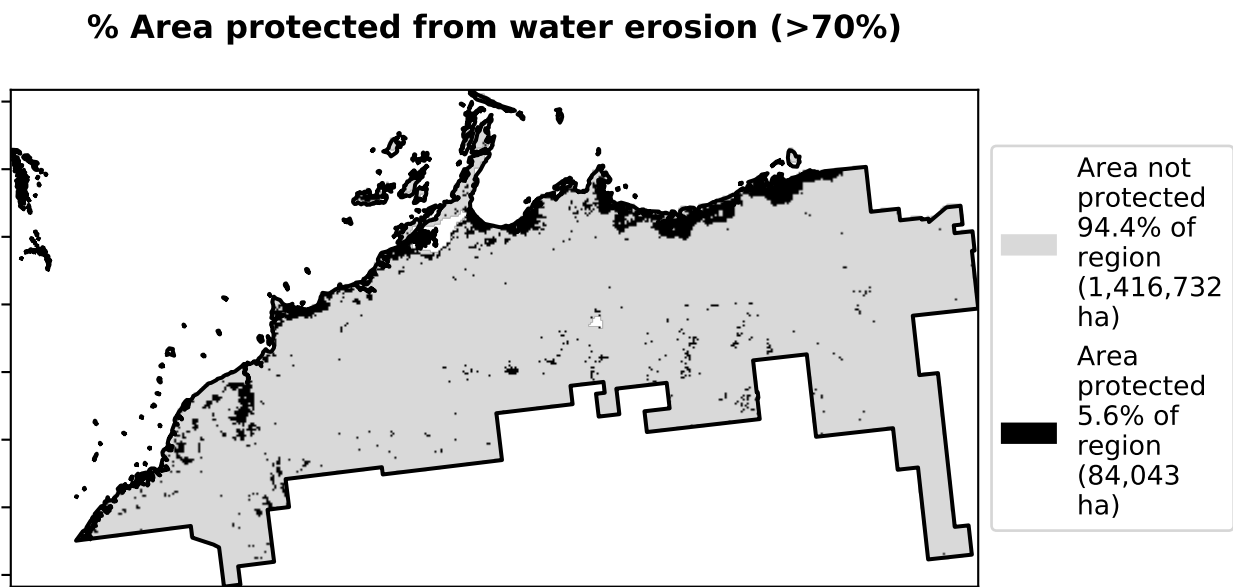 % Area protected from water erosion (>70%)
Area not
protected
94.4% of
region
(1,416,732
ha)
Area
protected
5.6% of
region
(84,043
ha)